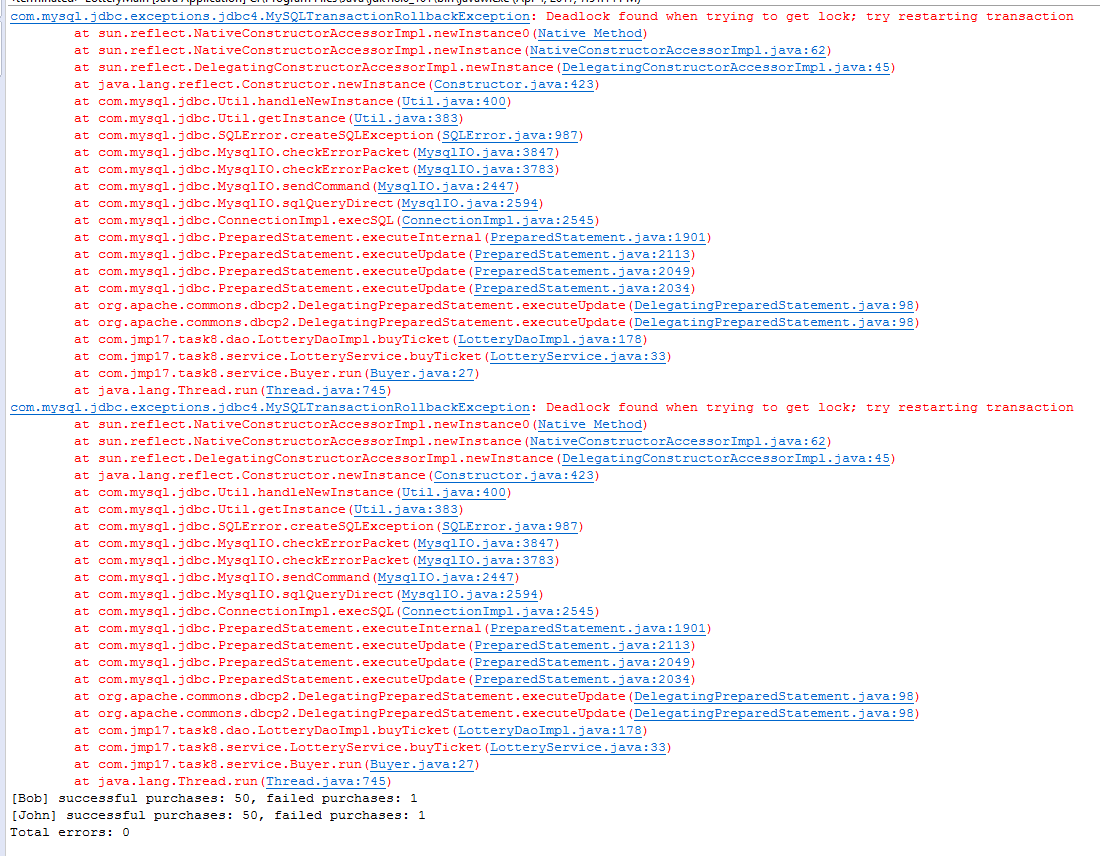 com.mysql.jdbc.exceptions.jdbc4.MySQLTransactionRollbackException: Deadlock found when trying to get lock; try restarting transaction
at sun.reflect.NativeConstructorAccessorImpl.newInstance0(Native Method)
at sun.reflect.NativeConstructorAccessorImpl.newInstance(NativeConstructorAccessorImpl.java:62)
at sun.reflect.DelegatingConstructorAccessorImpl.newInstance(DelegatingConstructorAccessorImpl.java:45)
at java.lang.reflect.Constructor.newInstance(Constructor.java:423)
at com.mysql.jdbc.Util.handleNewInstance(Util.java:400)
at com.mysql.jdbc.Util.getInstance(Util.java:383)
at com.mysql.jdbc.SQLError.createSQLException(SQLError.java:987)
at com.mysql.jdbc.MysqlIO.checkErrorPacket(MysqlIO.java:3847)
at com.mysql.jdbc.MysqlIO.checkErrorPacket(MysqlIO.java:3783)
at com.mysql.jdbc.MysqlIO.sendCommand(MysqlIO.java:2447)
at com.mysql.jdbc.MysqlIO.sqlQueryDirect(MysqlIO.java:2594)
at com.mysql.jdbc.ConnectionImpl.execSQL(ConnectionImpl.java:2545)
at com.mysql.jdbc.PreparedStatement.executeInternal(PreparedStatement.java:1901)
at com.mysql.jdbc.PreparedStatement.executeUpdate(PreparedStatement.java:2113)
at com.mysql.jdbc.PreparedStatement.executeUpdate(PreparedStatement.java:2049)
at com.mysql.jdbc.PreparedStatement.executeUpdate(PreparedStatement.java:2034)
at org.apache.commons.dbcp2.DelegatingPreparedStatement.executeUpdate(DelegatingPreparedStatement.java:98)
at org.apache.commons.dbcp2.DelegatingPreparedStatement.executeUpdate(DelegatingPreparedStatement.java:98)
at com.jmp17.task8.dao.LotteryDaoImpl.buyTicket(LotteryDaoImpl.java:178)
at com.jmp17.task8.service.LotteryService.buyTicket(LotteryService.java:33)
at com.jmp17.task8.service.Buyer.run(Buyer.java:27)
at java.lang.Thread.run(Thread.java:745)
com.mysql.jdbc.exceptions.jdbc4.MySQLTransactionRollbackException: Deadlock found when trying to get lock; try restarting transaction
at sun.reflect.NativeConstructorAccessorImpl.newInstance0(Native Method)
at sun.reflect.NativeConstructorAccessorImpl.newInstance(NativeConstructorAccessorImpl.java:62)
at sun.reflect.DelegatingConstructorAccessorImpl.newInstance(DelegatingConstructorAccessorImpl.java:45)
at java.lang.reflect.Constructor.newInstance(Constructor.java:423)
at com.mysql.jdbc.Util.handleNewInstance(Util.java:400)
at com.mysql.jdbc.Util.getInstance(Util.java:383)
at com.mysql.jdbc.SQLError.createSQLException(SQLError.java:987)
at com.mysql.jdbc.MysqlIO.checkErrorPacket(MysqlIO.java:3847)
at com.mysql.jdbc.MysqlIO.checkErrorPacket(MysqlIO.java:3783)
at com.mysql.jdbc.MysqlIO.sendCommand(MysqlIO.java:2447)
at com.mysql.jdbc.MysqlIO.sqlQueryDirect(MysqlIO.java:2594)
at com.mysql.jdbc.ConnectionImpl.execSQL(ConnectionImpl.java:2545)
at com.mysql.jdbc.PreparedStatement.executeInternal(PreparedStatement.java:1901)
at com.mysql.jdbc.PreparedStatement.executeUpdate(PreparedStatement.java:2113)
at com.mysql.jdbc.PreparedStatement.executeUpdate(PreparedStatement.java:2049)
at com.mysql.jdbc.PreparedStatement.executeUpdate(PreparedStatement.java:2034)
at org.apache.commons.dbcp2.DelegatingPreparedStatement.executeUpdate(DelegatingPreparedStatement.java:98)
at org.apache.commons.dbcp2.DelegatingPreparedStatement.executeUpdate(DelegatingPreparedStatement.java:98)
at com.jmp17.task8.dao.LotteryDaoImpl.buyTicket(LotteryDaoImpl.java:178)
at com.jmp17.task8.service.LotteryService.buyTicket(LotteryService.java:33)
at com.jmp17.task8.service.Buyer.run(Buyer.java:27)
at java.lang.Thread.run(Thread.java:745)
[Bob] successful purchases: 50, failed purchases: 1
[John] successful purchases: 50, failed purchases: 1
Total errors: 0